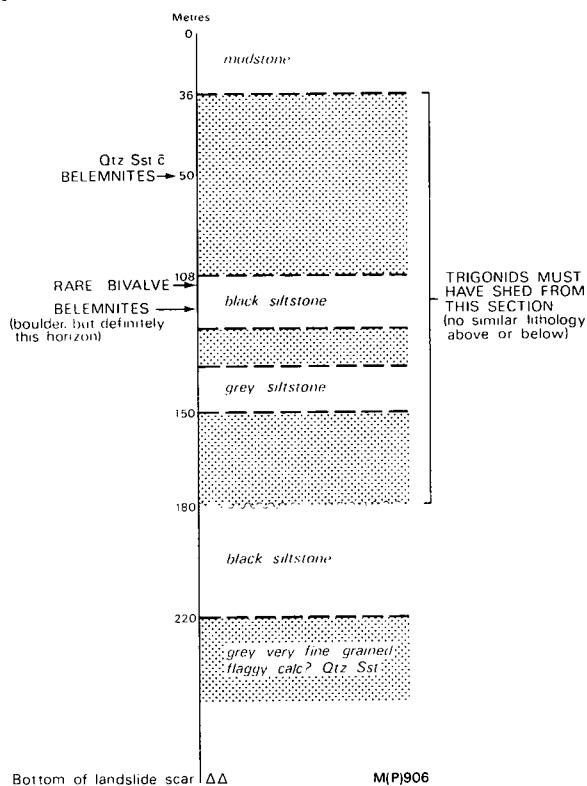 Metres
0
mudstone
36
Qtz Sst c̄
BELEMNITES
50
108
RARE BIVALVE
BELEMNITES
(boulder, but definitely
this horizon)
black siltstone
TRIGONIDS MUST
HAVE SHED FROM
THIS SECTION
(no similar lithology
above or below)
grey siltstone
150
180
black siltstone
220
grey very fine grained
flaggy calc? Qtz Sst
Bottom of landslide scar ΔΔ
M(P)906